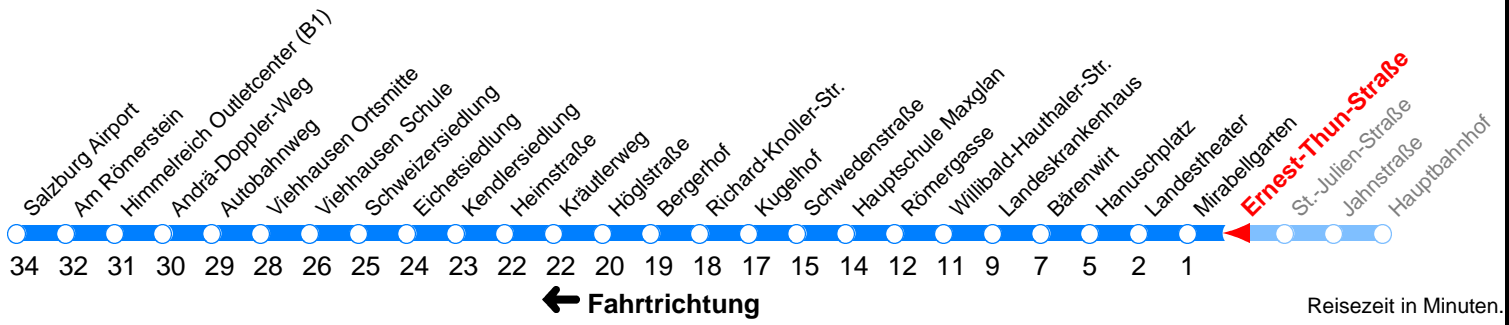 Salzburg Airport
Am Römerstein
Himmelreich Outletcenter (B1)
Andrä-Doppler-Weg
Autobahnweg
Viehhausen Ortsmitte
Viehhausen Schule
Schweizersiedlung
Eichetsiedlung
Kendlersiedlung
Heimstraße
Kräutlerweg
Höglstraße
Bergerhof
Richard-Knoller-Str.
Kugelhof
Schwedenstraße
Hauptschule Maxglan
Römergasse
Willibald-Hauthaler-Str.
Landeskrankenhaus
Bärenwirt
Hanuschplatz
Landestheater
Mirabellgarten
Ernest-Thun-Straße
St.-Julien-Straße
Jahnstraße
Hauptbahnhof
34 32 31 30 29 28 26 25 24 23 22 22 20 19 18 17 15 14 12 11 9 7 5 2 1
← Fahrtrichtung
Reisezeit in Minuten.